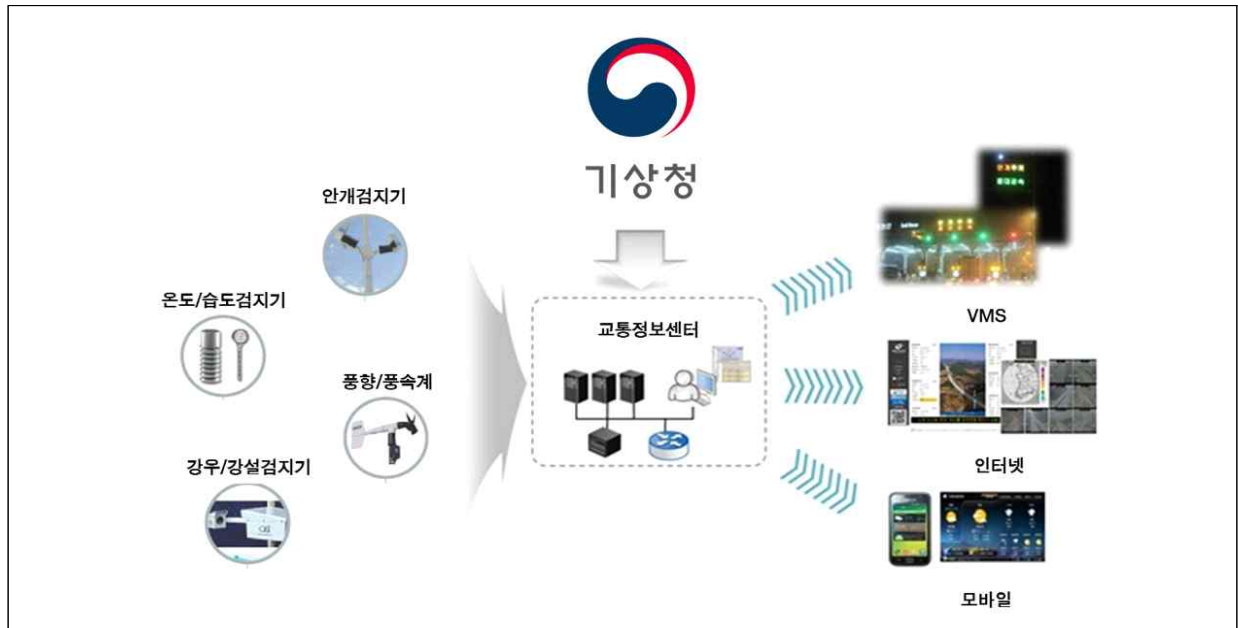 기상청
안개검지기
온도/습도검지기
풍향/풍속계
강우/강설검지기
교통정보센터
VMS
인터넷
모바일